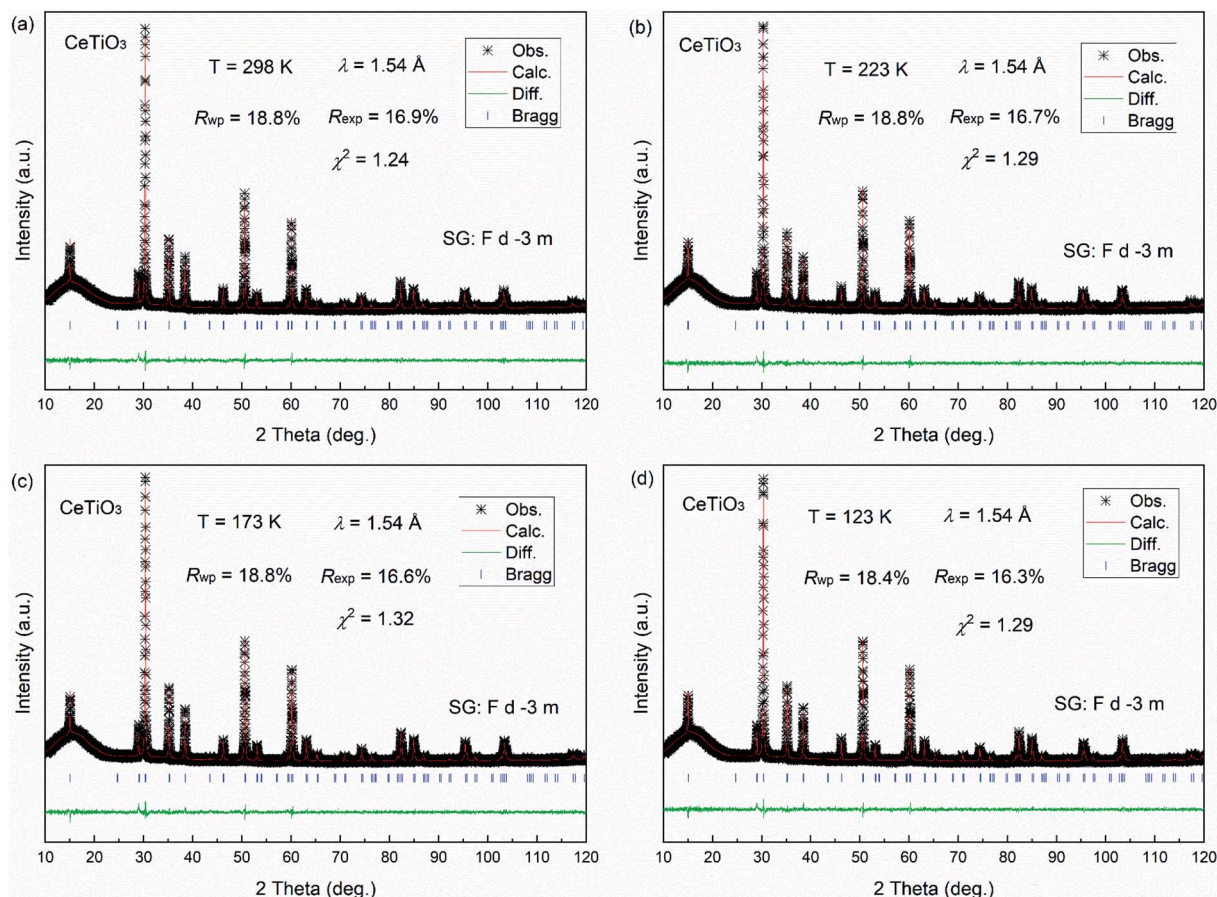 (a)
CeTiO₃
T = 298 K λ = 1.54 Å
Rwp = 18.8% Rexp = 16.9%
χ² = 1.24
SG: F d -3 m
Obs.
Calc.
Diff.
Bragg
Intensity (a.u.)
10 20 30 40 50 60 70 80 90 100 110 120
2 Theta (deg.)
(b)
CeTiO₃
T = 223 K λ = 1.54 Å
Rwp = 18.8% Rexp = 16.7%
χ² = 1.29
SG: F d -3 m
Obs.
Calc.
Diff.
Bragg
Intensity (a.u.)
10 20 30 40 50 60 70 80 90 100 110 120
2 Theta (deg.)
(c)
CeTiO₃
T = 173 K λ = 1.54 Å
Rwp = 18.8% Rexp = 16.6%
χ² = 1.32
SG: F d -3 m
Obs.
Calc.
Diff.
Bragg
Intensity (a.u.)
10 20 30 40 50 60 70 80 90 100 110 120
2 Theta (deg.)
(d)
CeTiO₃
T = 123 K λ = 1.54 Å
Rwp = 18.4% Rexp = 16.3%
χ² = 1.29
SG: F d -3 m
Obs.
Calc.
Diff.
Bragg
Intensity (a.u.)
10 20 30 40 50 60 70 80 90 100 110 120
2 Theta (deg.)